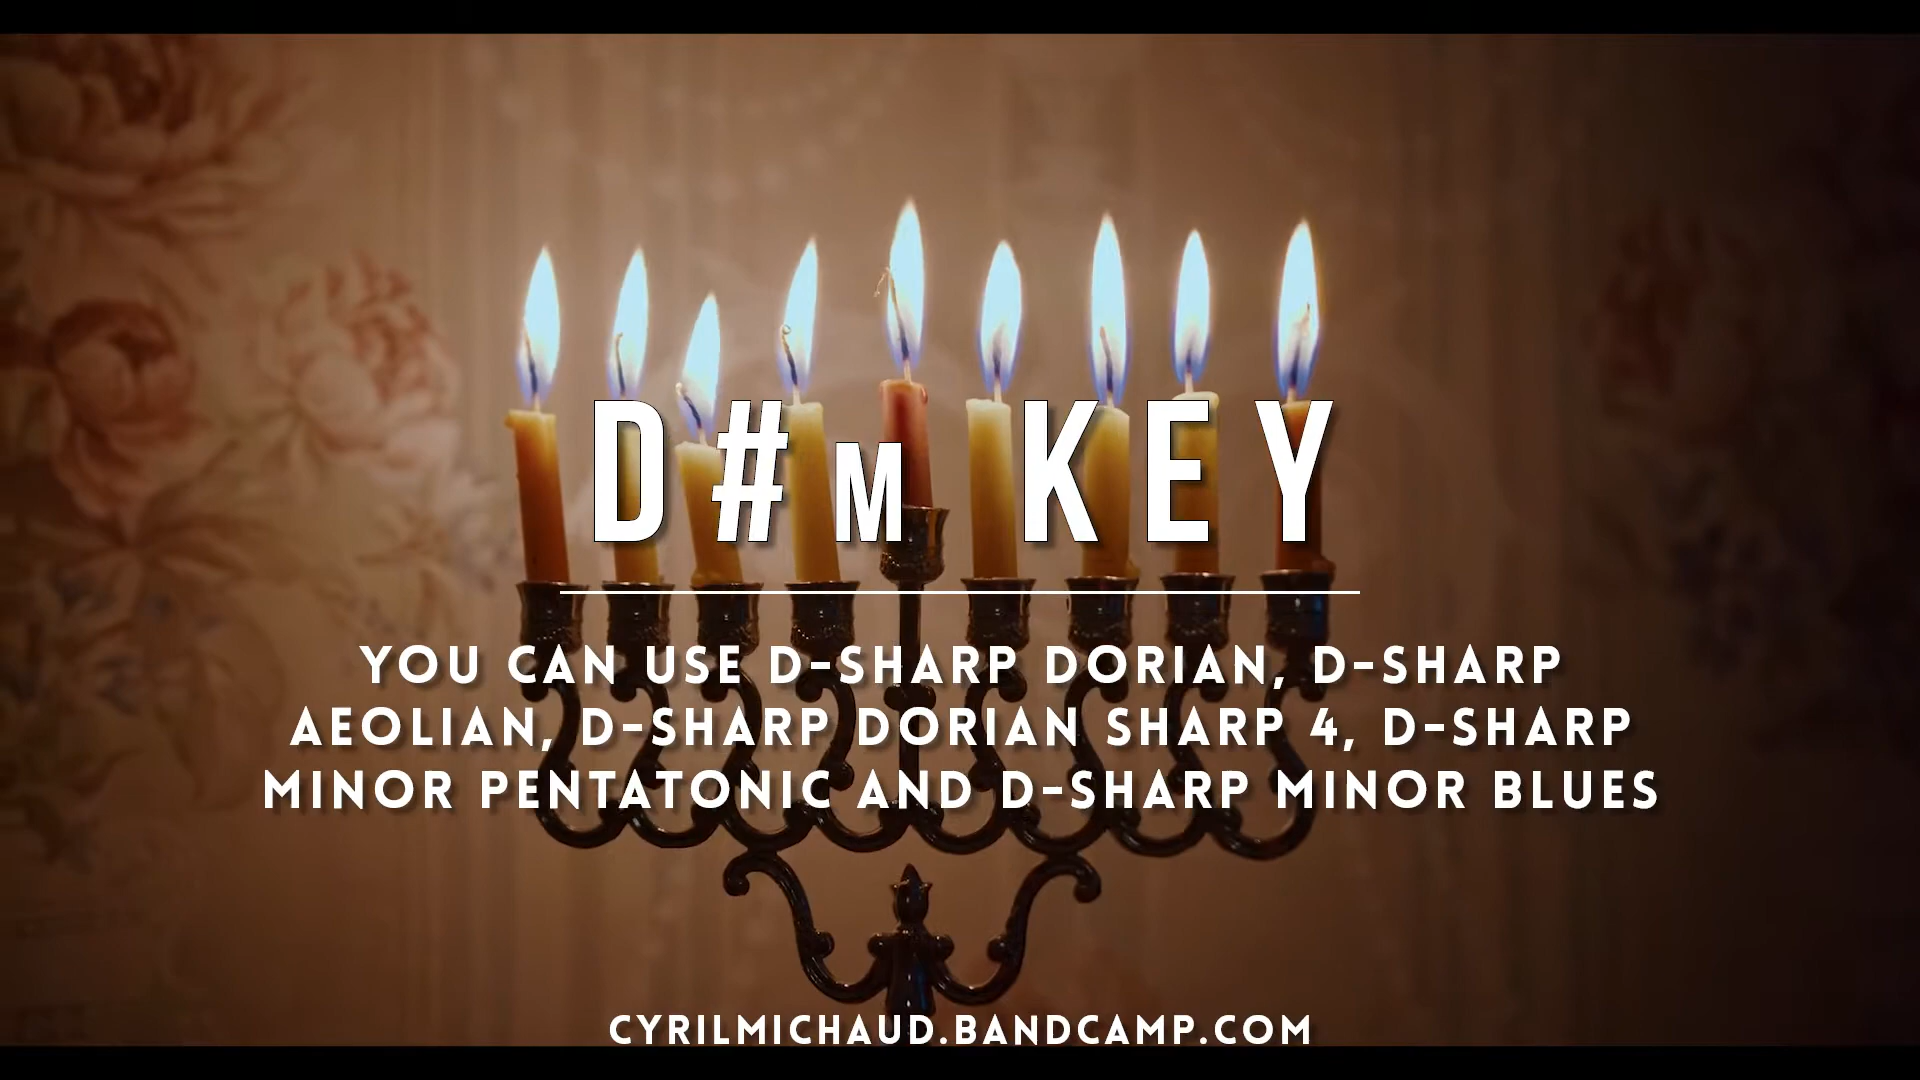 D#M KEY
YOU CAN USE D-SHARP DORIAN, D-SHARP
AEOLIAN, D-SHARP DORIAN SHARP 4, D-SHARP
MINOR PENTATONIC AND D-SHARP MINOR BLUES
CYRILMICHAUD.BANDCAMP.COM